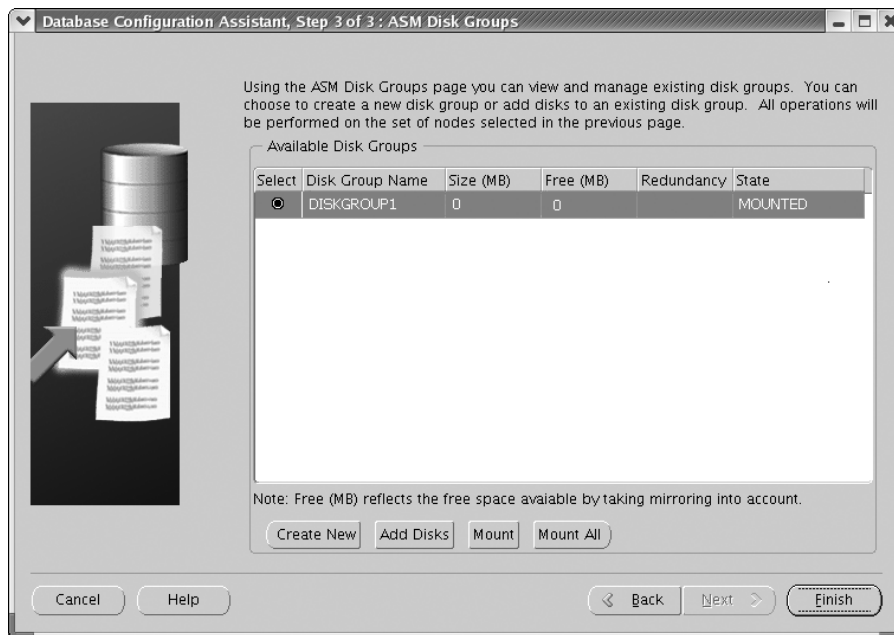 Database Configuration Assistant, Step 3 of 3 : ASM Disk Groups
Using the ASM Disk Groups page you can view and manage existing disk groups. You can
choose to create a new disk group or add disks to an existing disk group. All operations will
be performed on the set of nodes selected in the previous page.
Available Disk Groups
Select Disk Group Name Size (MB) Free (MB) Redundancy State
DISKGROUP1 0 0 MOUNTED
Note: Free (MB) reflects the free space avaiable by taking mirroring into account.
Create New Add Disks Mount Mount All
Cancel Help Back Next Finish